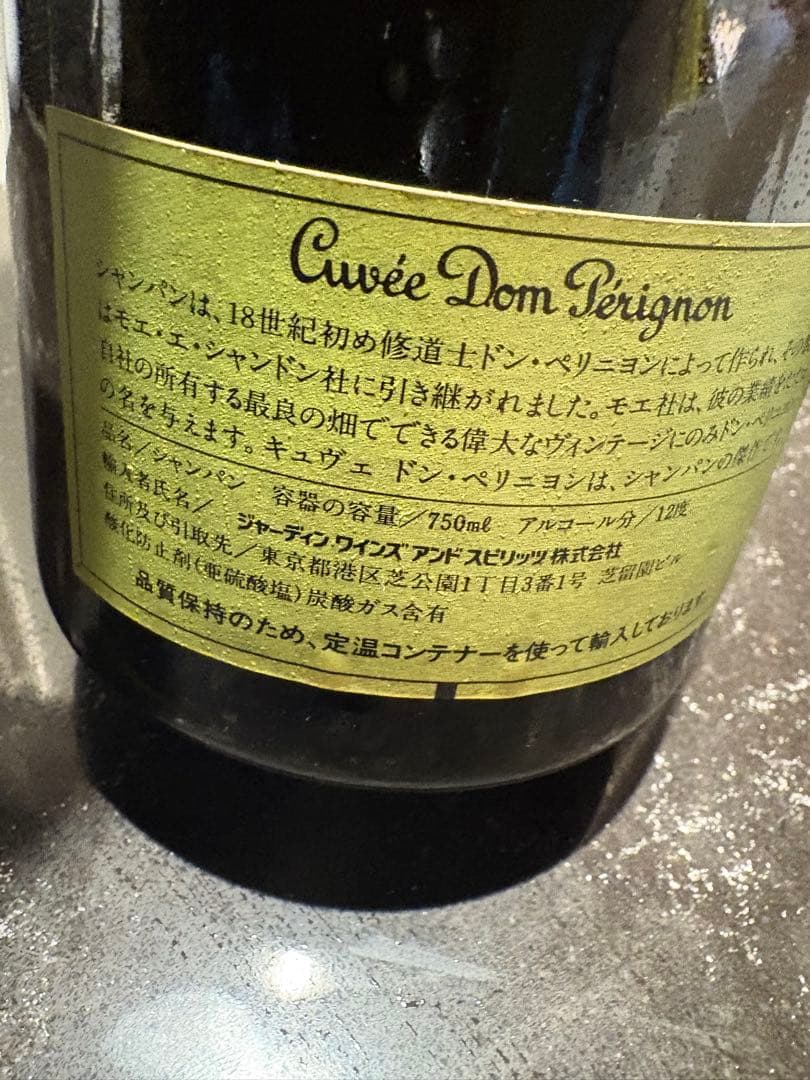 Cuvée Dom Pérignon
シャンパンは、18世紀初め修道士ドン・ペリニヨンによって作られ、その
はモエ・エ・シャンドン社に引き継がれました。モエ社は、彼の業績をたた
自社の所有する最良の畑でできる偉大なヴィンテージにのみドン・ペリニヨ
の名を与えます。キュヴェ ドン・ペリニヨンは、シャンパンの傑作
品名/シャンパン 容器の容量/750mℓ アルコール分/12度
輸入者氏名/ ジャーディン・ワインズ アンド スピリッツ株式会社
住所及び引取先/東京都港区芝公園1丁目3番1号 芝留園ビル
酸化防止剤(亜硫酸塩)炭酸ガス含有
品質保持のため、定温コンテナーを使って輸入しております。